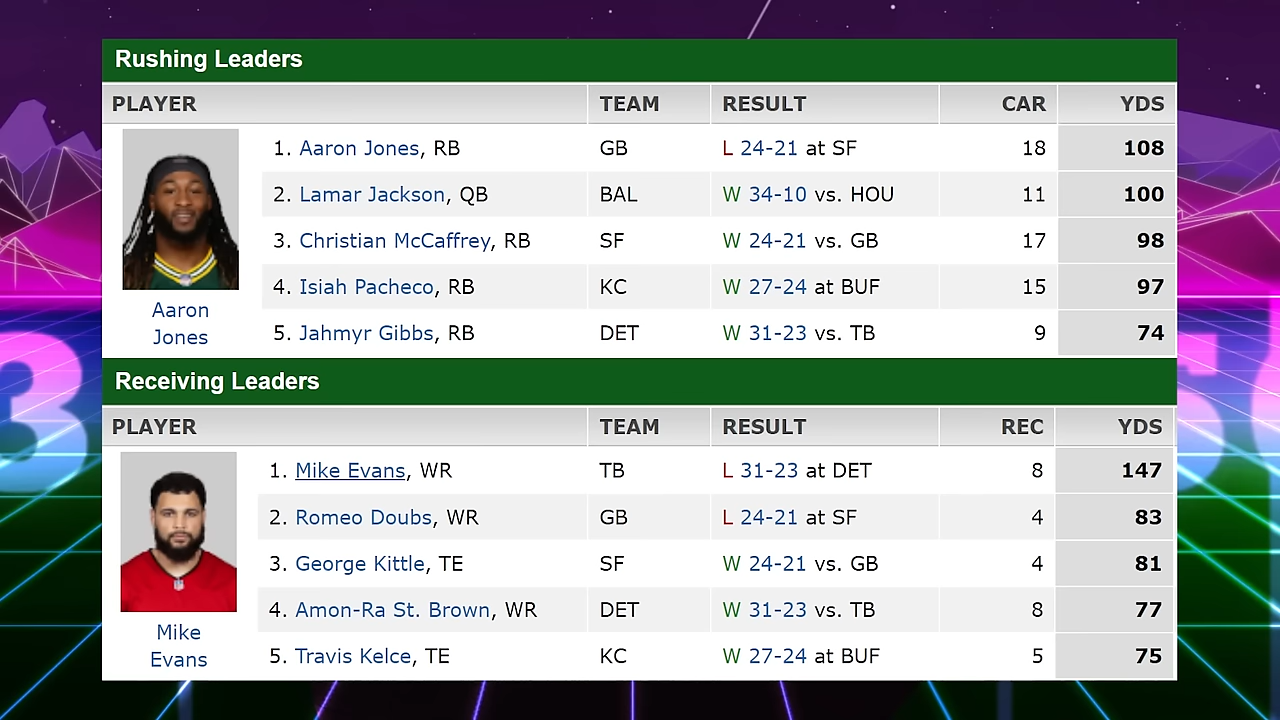 Rushing Leaders
PLAYER TEAM RESULT CAR YDS
1. Aaron Jones, RB GB L 24-21 at SF 18 108
2. Lamar Jackson, QB BAL W 34-10 vs. HOU 11 100
3. Christian McCaffrey, RB SF W 24-21 vs. GB 17 98
4. Isiah Pacheco, RB KC W 27-24 at BUF 15 97
5. Jahmyr Gibbs, RB DET W 31-23 vs. TB 9 74
Aaron
Jones
Receiving Leaders
PLAYER TEAM RESULT REC YDS
1. Mike Evans, WR TB L 31-23 at DET 8 147
2. Romeo Doubs, WR GB L 24-21 at SF 4 83
3. George Kittle, TE SF W 24-21 vs. GB 4 81
4. Amon-Ra St. Brown, WR DET W 31-23 vs. TB 8 77
5. Travis Kelce, TE KC W 27-24 at BUF 5 75
Mike
Evans